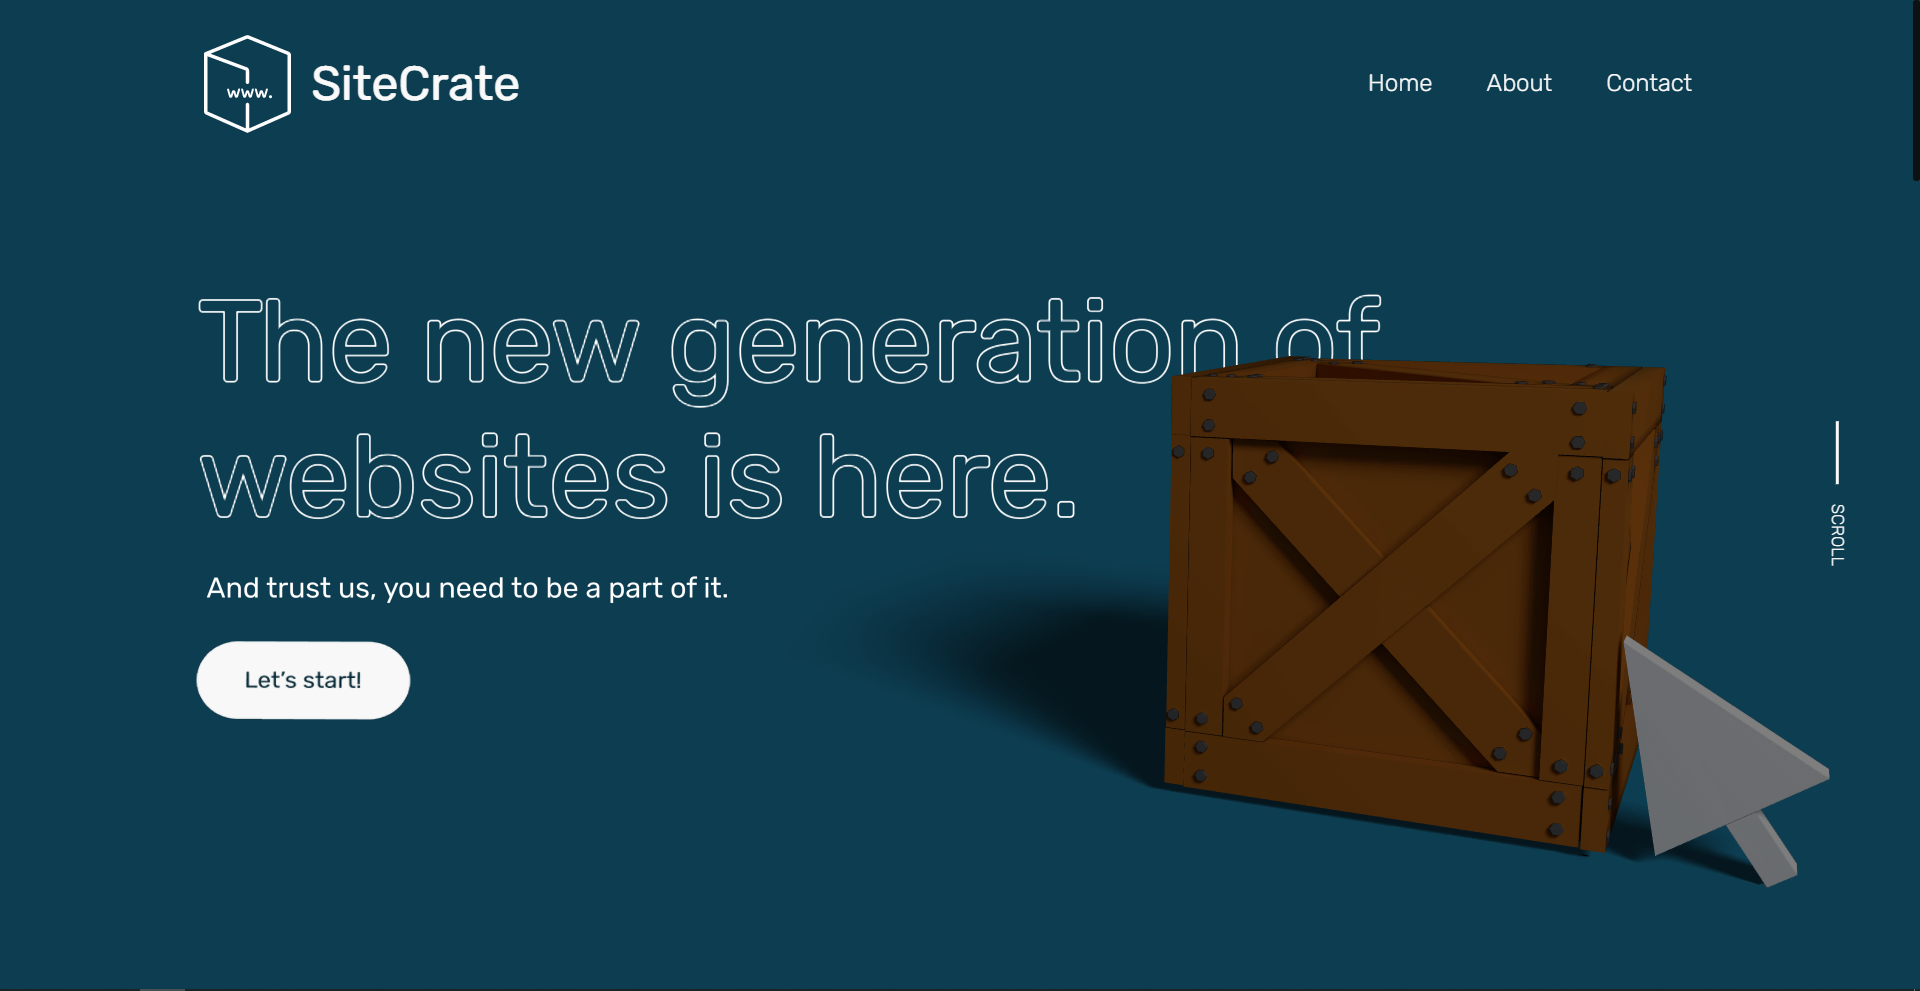 www.
SiteCrate
Home
About
Contact
The new generation of
websites is here.
And trust us, you need to be a part of it.
Let's start!
SCROLL